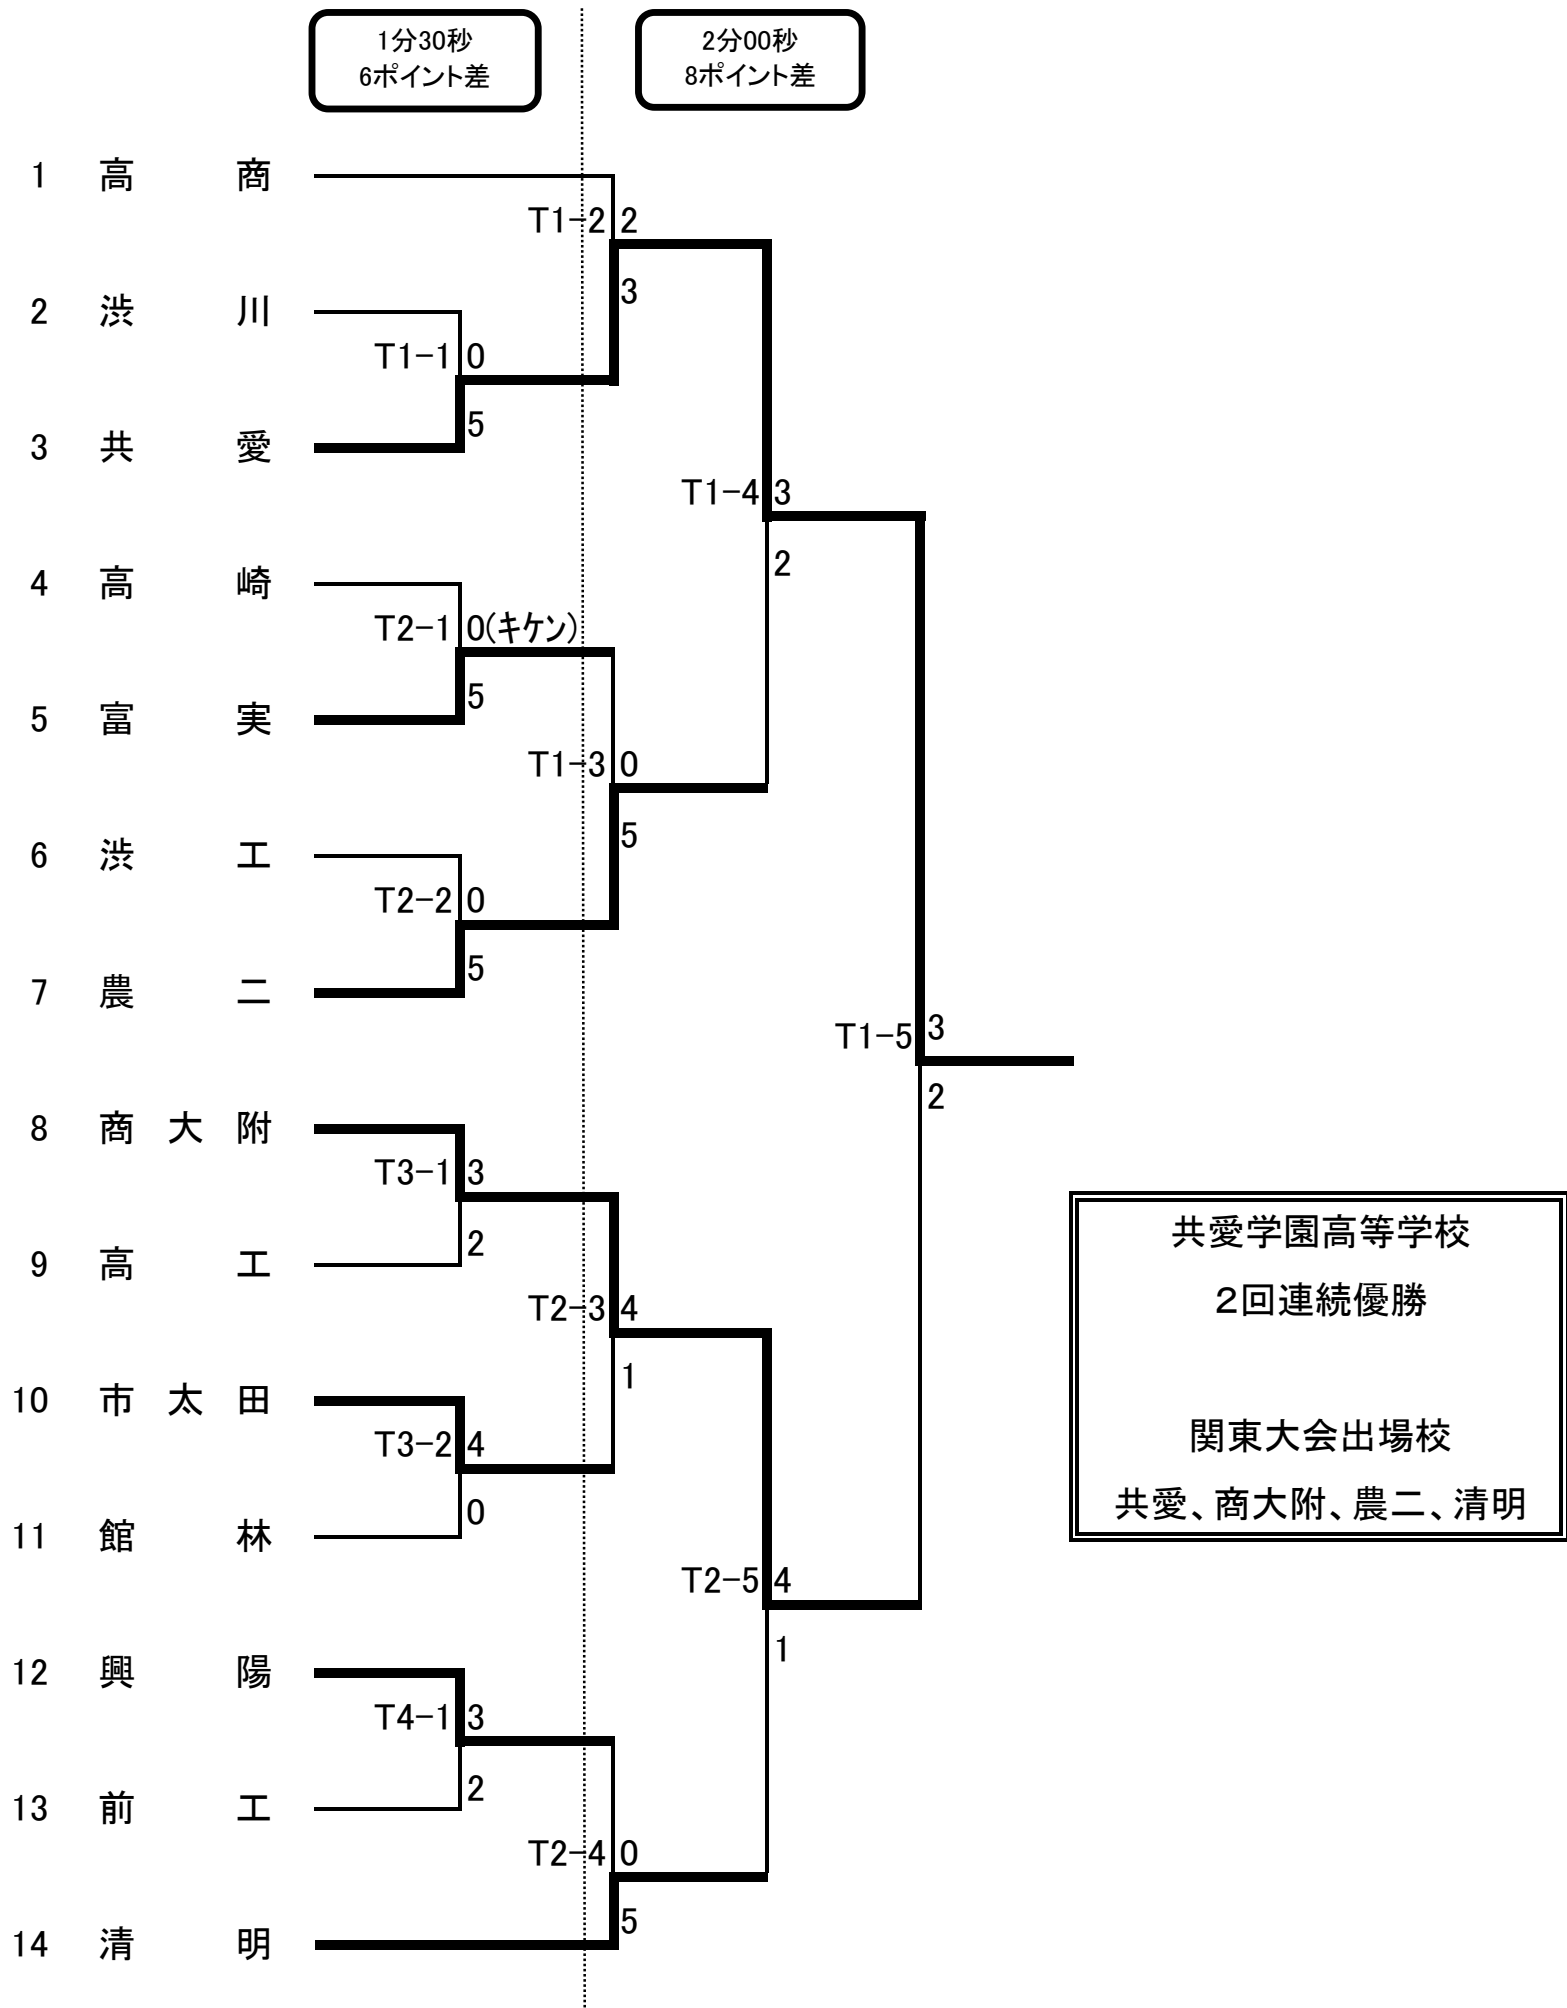 1分30秒
6ポイント差
2分00秒
8ポイント差
1 高 商
T1-2 2
3
2 渋 川
T1-1 0
5
3 共 愛
T1-4 3
2
4 高 崎
T2-1 0(キケン)
5
5 富 実
T1-3 0
5
6 渋 工
T2-2 0
5
7 農 二
T1-5 3
2
8 商 大 附
T3-1 3
2
9 高 工
T2-3 4
1
10 市 太 田
T3-2 4
0
11 館 林
T2-5 4
1
12 興 陽
T4-1 3
2
13 前 工
T2-4 0
5
14 清 明
共愛学園高等学校
2回連続優勝
関東大会出場校
共愛、商大附、農二、清明